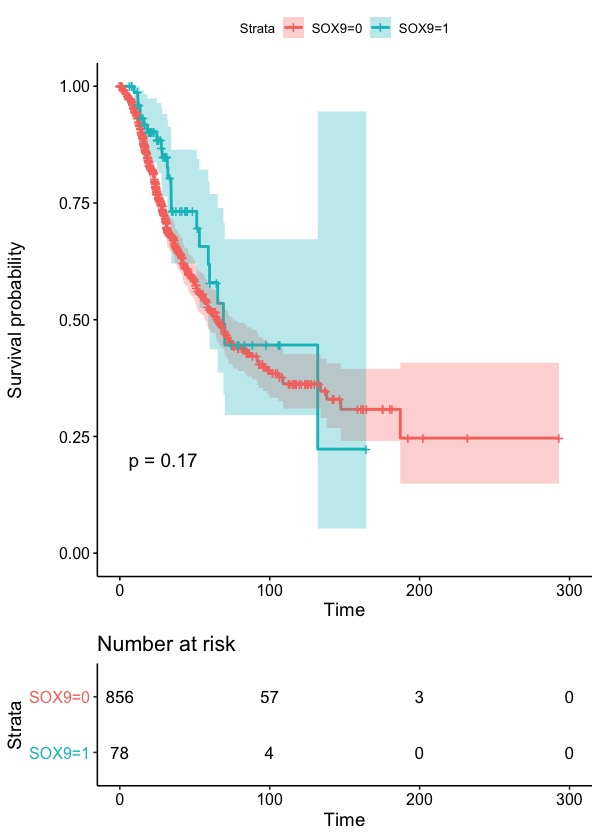 Strata SOX9=0 SOX9=1
Survival probability
1.00
0.75
0.50
0.25
0.00
p = 0.17
0 100 200 300
Time
Number at risk
Strata
SOX9=0 856 57 3 0
SOX9=1 78 4 0 0
0 100 200 300
Time